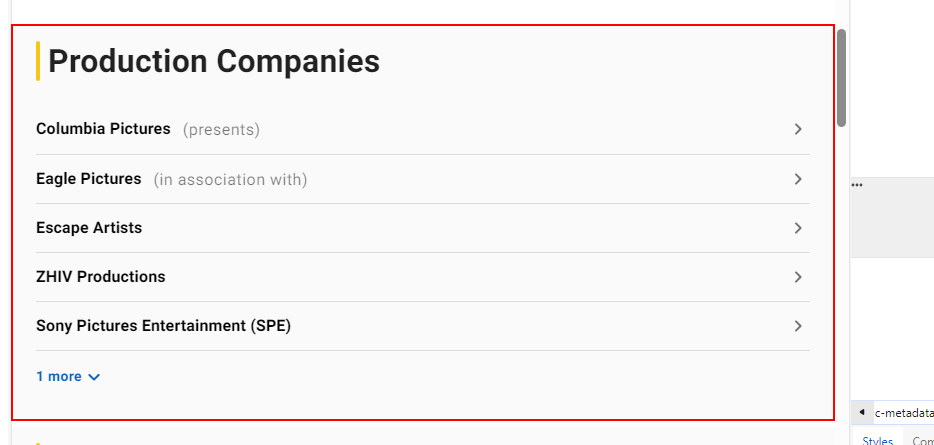 Production Companies
Columbia Pictures (presents)
Eagle Pictures (in association with)
Escape Artists
ZHIV Productions
Sony Pictures Entertainment (SPE)
1 more
c-metadata
Styles